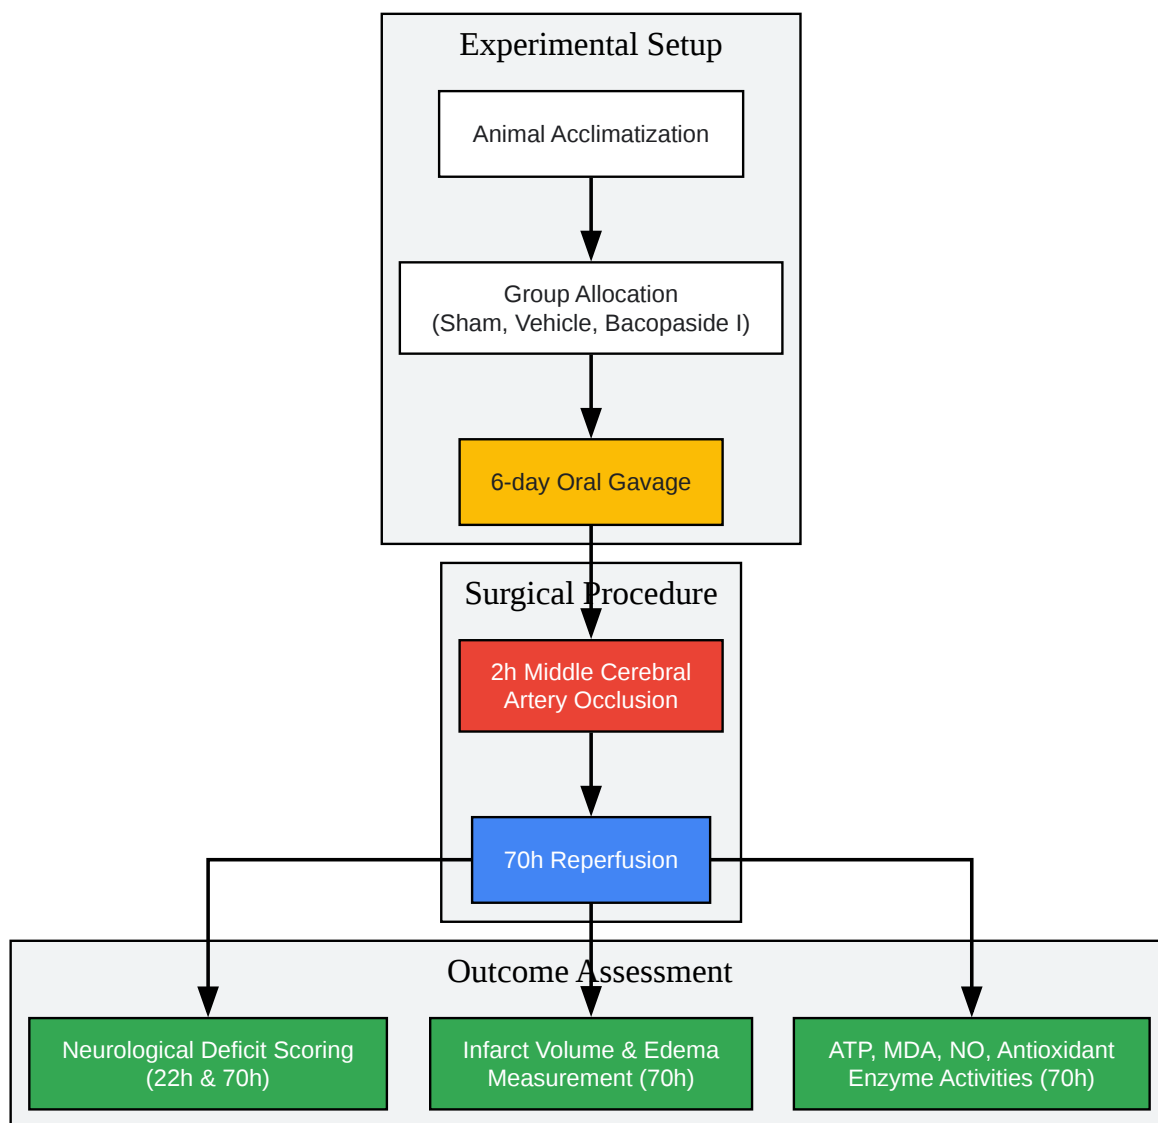 Experimental Setup
Animal Acclimatization
Group Allocation
(Sham, Vehicle, Bacopaside I)
6-day Oral Gavage
Surgical Procedure
2h Middle Cerebral
Artery Occlusion
70h Reperfusion
Outcome Assessment
Neurological Deficit Scoring
(22h & 70h)
Infarct Volume & Edema
Measurement (70h)
ATP, MDA, NO, Antioxidant
Enzyme Activities (70h)